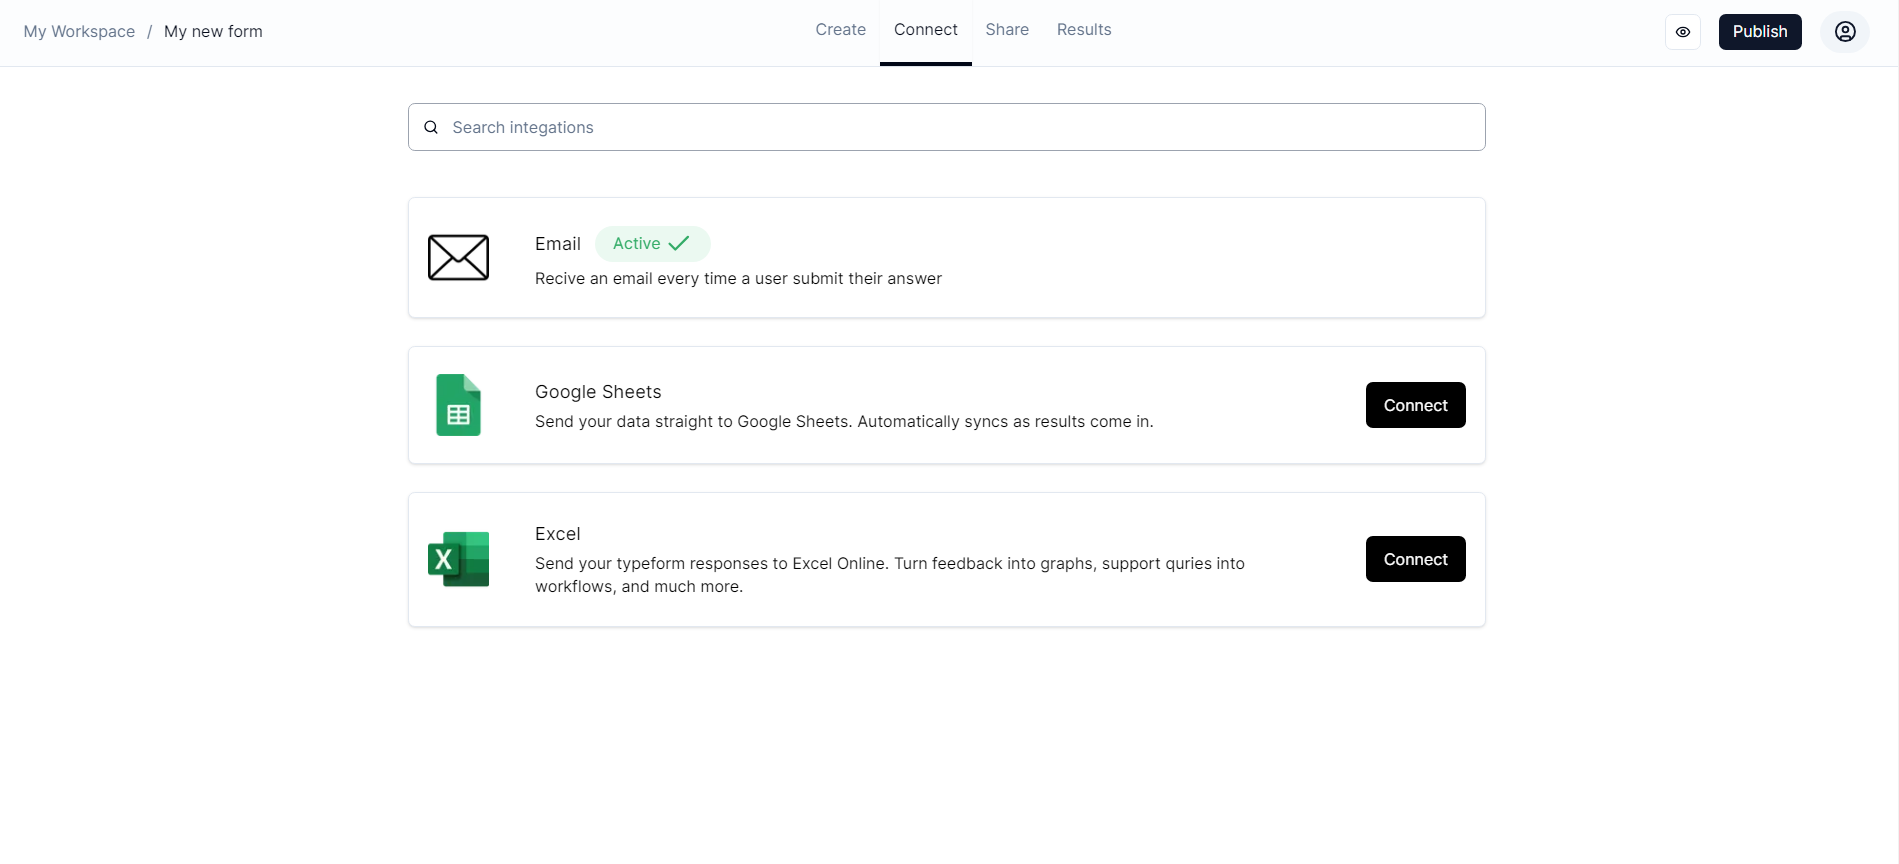 My Workspace / My new form
Create
Connect
Share
Results
Publish
Search integations
Email
Active
Recive an email every time a user submit their answer
Google Sheets
Send your data straight to Google Sheets. Automatically syncs as results come in.
Connect
X
Excel
Send your typeform responses to Excel Online. Turn feedback into graphs, support quries into
workflows, and much more.
Connect